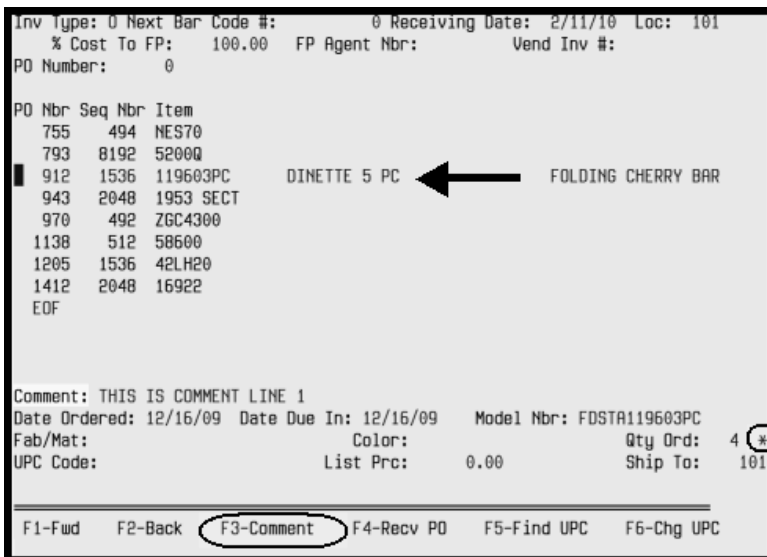 Inv Type: O Next Bar Code #: 0 Receiving Date: 2/11/10 Loc: 101
% Cost To FP: 100.00 FP Agent Nbr: Vend Inv #:
PO Number: 0
PO Nbr Seq Nbr Item
755 494 NES70
793 8192 5200Q
912 1536 119603PC DINETTE 5 PC FOLDING CHERRY BAR
943 2048 1953 SECT
970 492 ZGC4300
1138 512 58600
1205 1536 42LH20
1412 2048 16922
EOF
Comment: THIS IS COMMENT LINE 1
Date Ordered: 12/16/09 Date Due In: 12/16/09 Model Nbr: FDSTA119603PC
Fab/Mat: Color: Qty Ord: 4 *
UPC Code: List Prc: 0.00 Ship To: 101
F1-Fwd F2-Back F3-Comment F4-Recv PO F5-Find UPC F6-Chg UPC